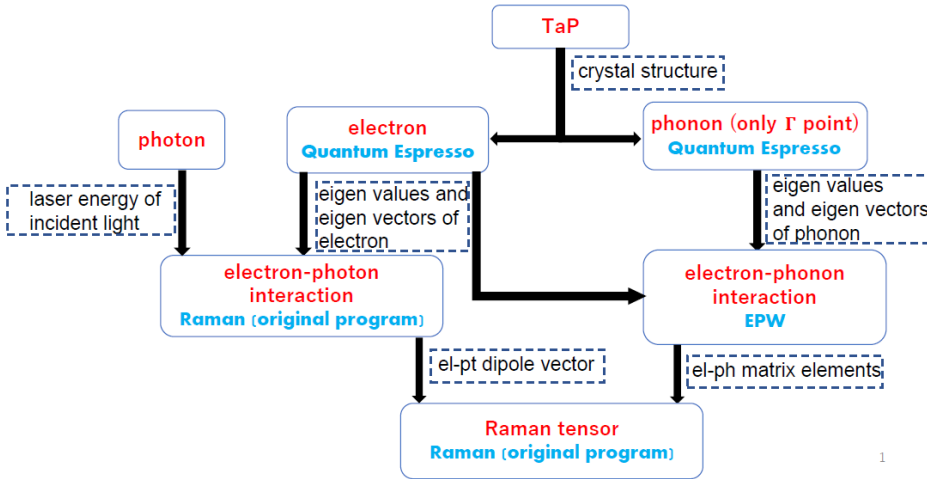 TaP
crystal structure
photon
electron
Quantum Espresso
phonon (only Γ point)
Quantum Espresso
laser energy of
incident light
eigen values and
eigen vectors of
electron
eigen values
and eigen vectors
of phonon
electron-photon
interaction
Raman (original program)
electron-phonon
interaction
EPW
el-pt dipole vector
el-ph matrix elements
Raman tensor
Raman (original program)
1